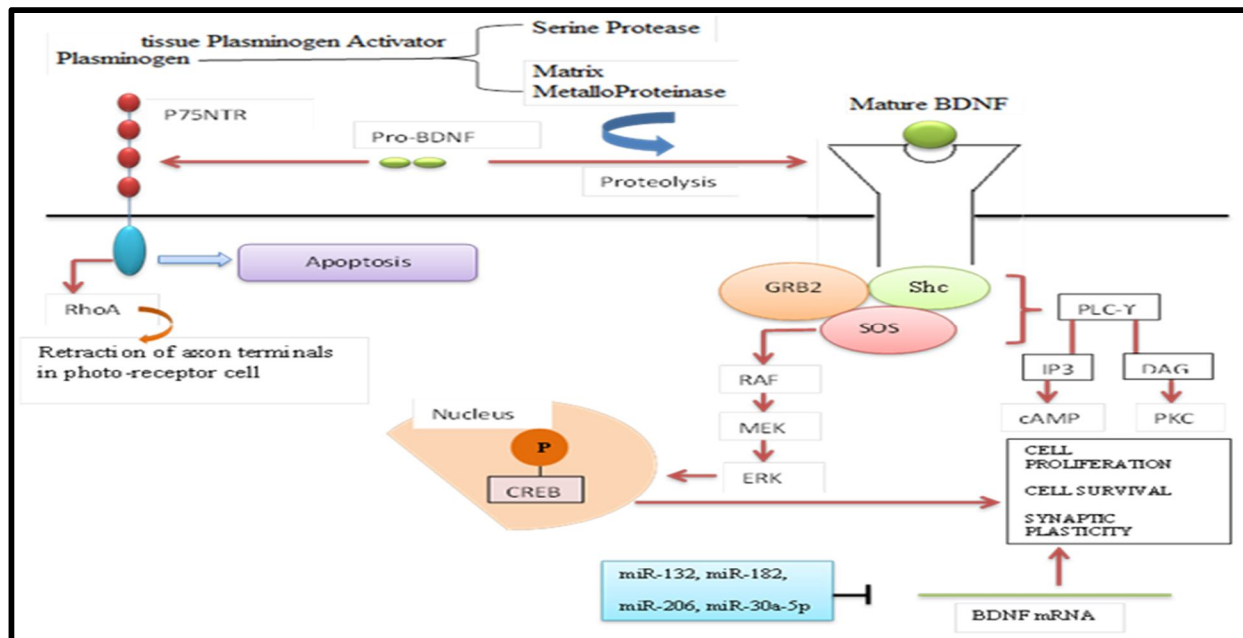 Serine Protease
tissue Plasminogen Activator
Plasminogen
Matrix
MetalloProteinase
P75NTR
Pro-BDNF
Mature BDNF
Proteolysis
Apoptosis
GRB2
Shc
SOS
PLC-Y
RhoA
Retraction of axon terminals
in photo-receptor cell
RAF
IP3
DAG
Nucleus
cAMP
PKC
MEK
P
CREB
ERK
CELL
PROLIFERATION
CELL SURVIVAL
SYNAPTIC
PLASTICITY
miR-132, miR-182,
miR-206, miR-30a-5p
BDNF mRNA